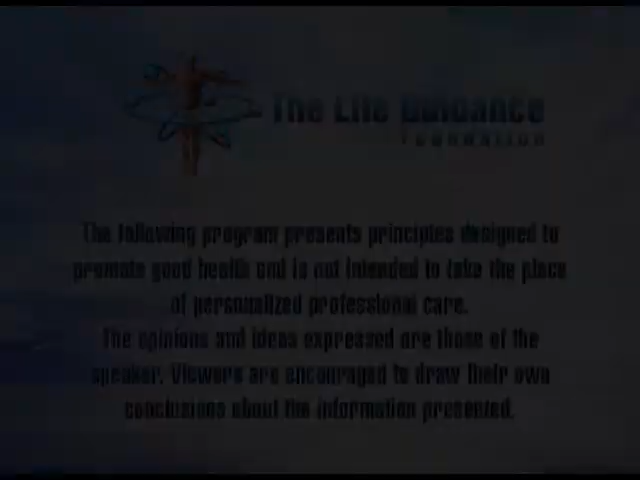 The Life Guidance
FOUNDATION
The following program presents principles designed to
promote good health and is not intended to take the place
of personalized professional care.
The opinions and ideas expressed are those of the
speaker. Viewers are encouraged to draw their own
conclusions about the information presented.